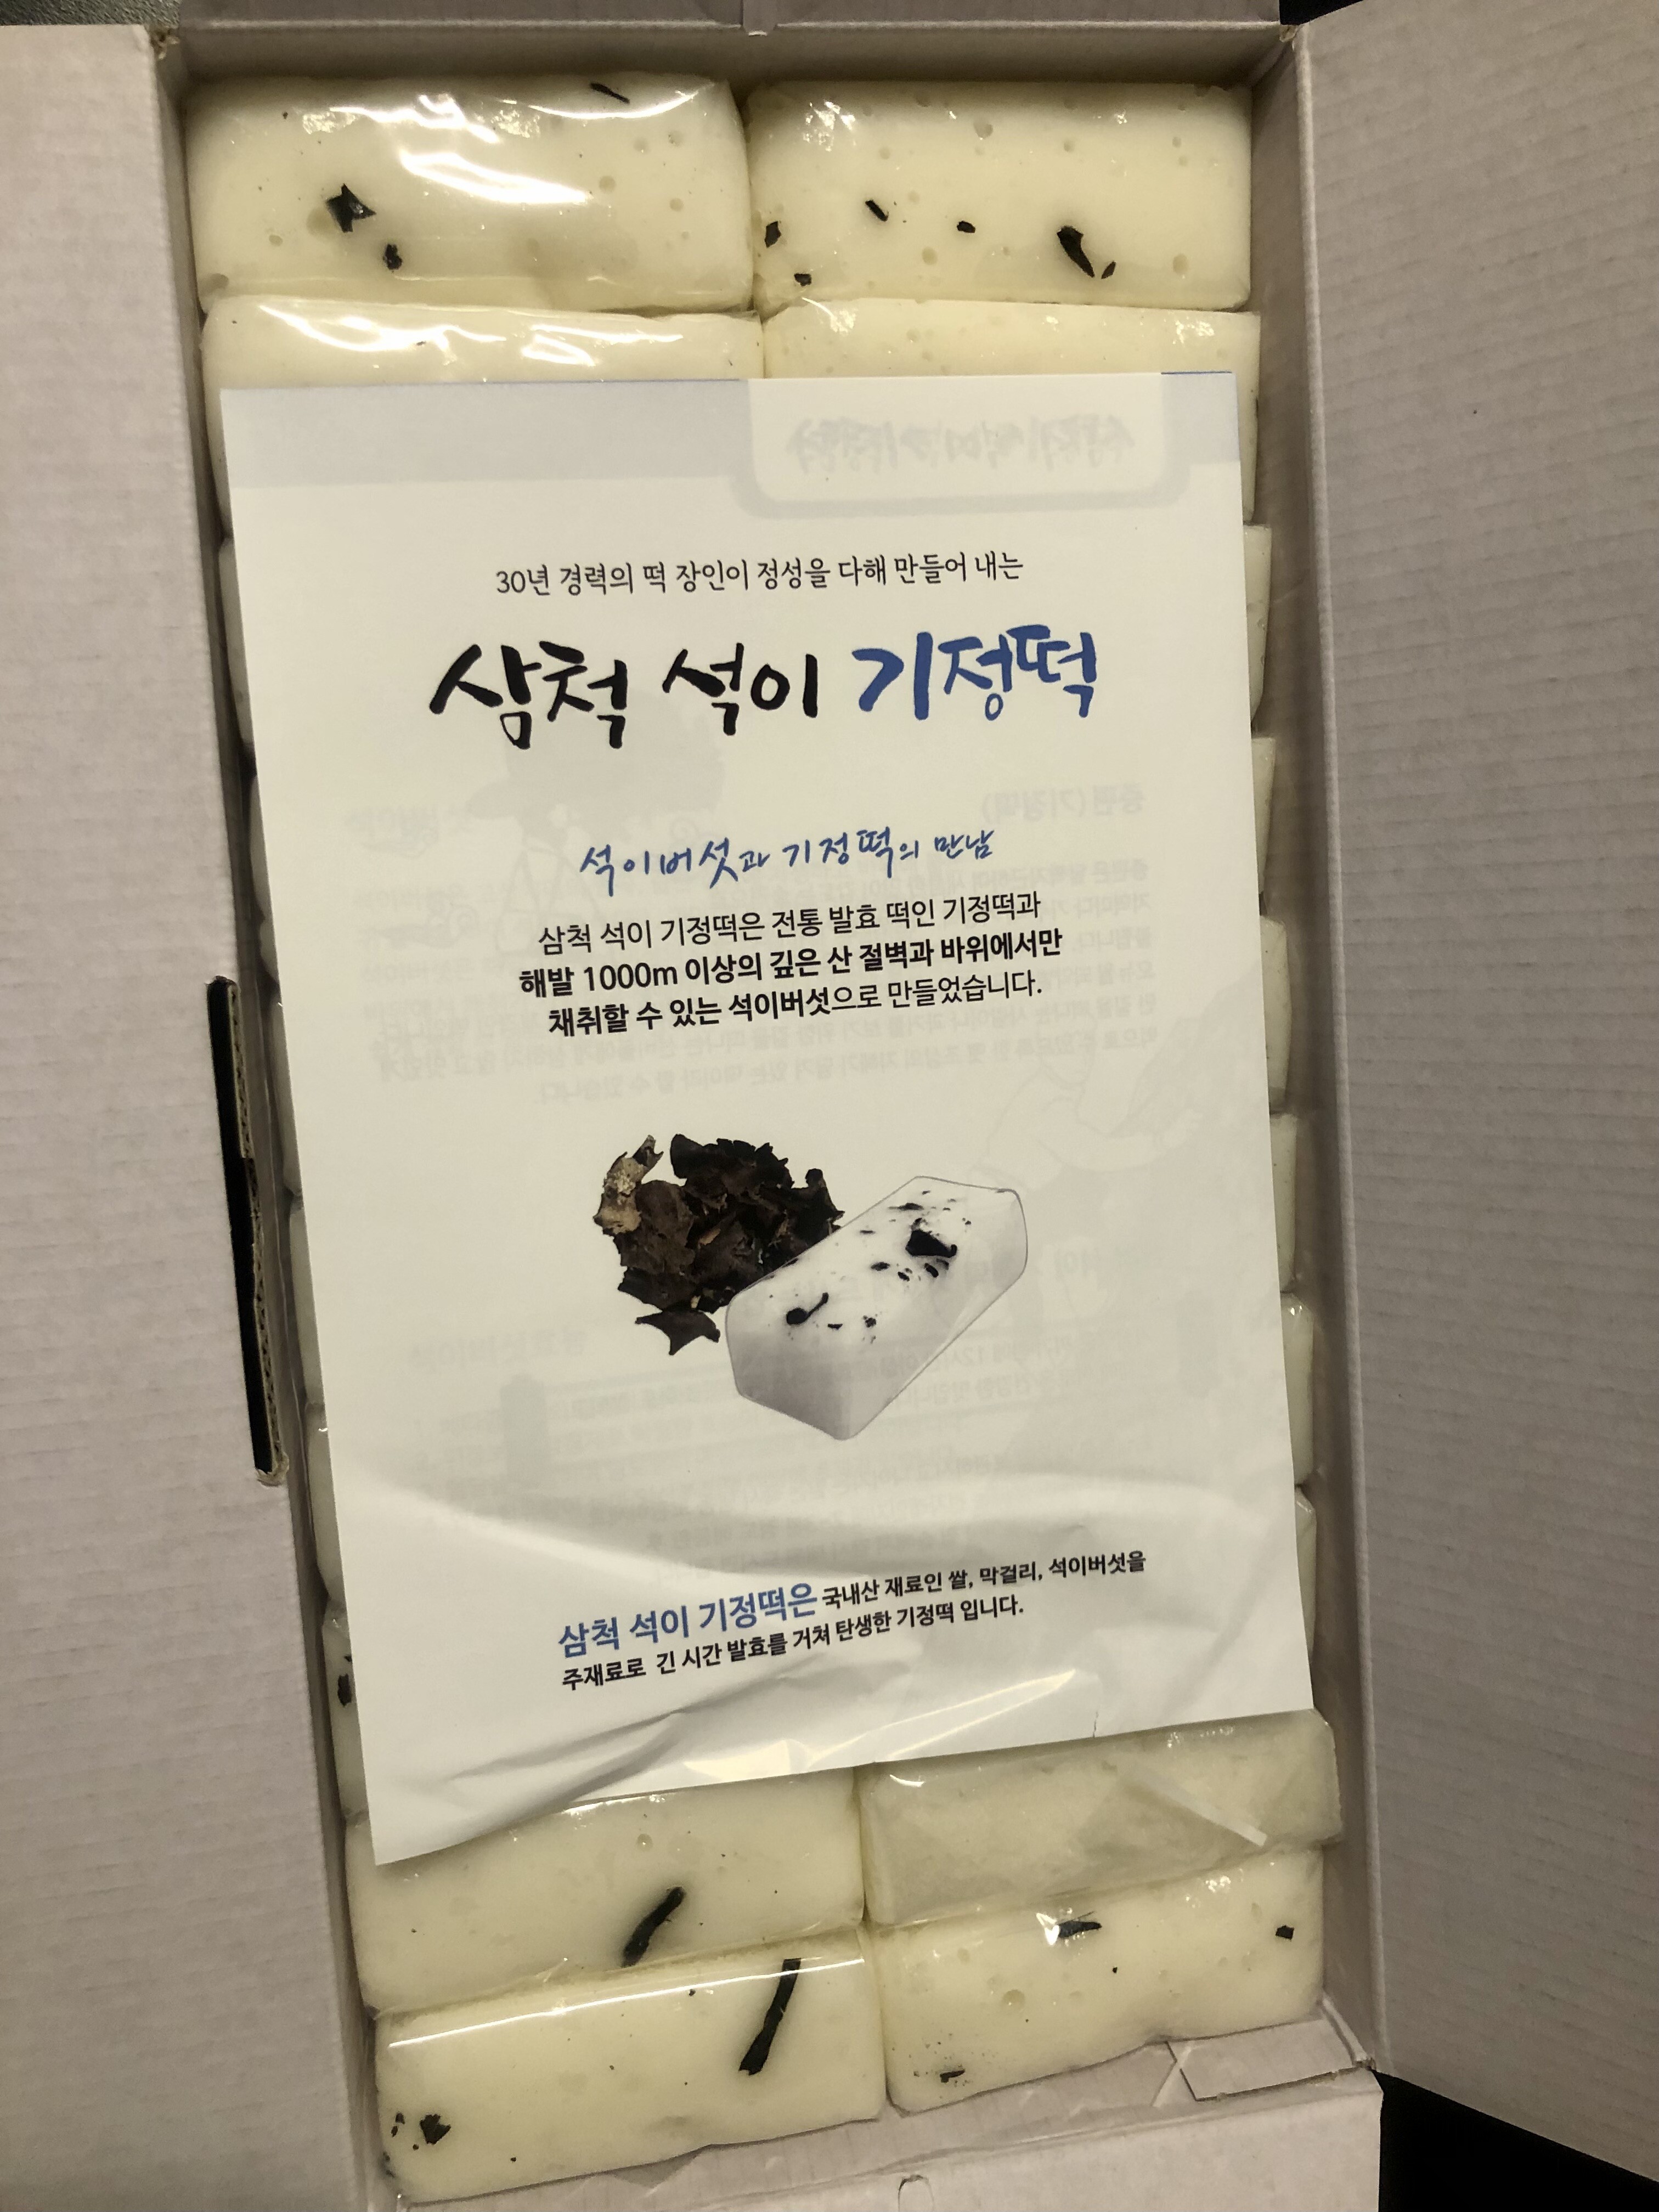 30년 경력의 떡 장인이 정성을 다해 만들어 내는
삼척 석이 기정떡
석이버섯과 기정떡의 만남
삼척 석이 기정떡은 전통 발효 떡인 기정떡과
해발 1000m 이상의 깊은 산 절벽과 바위에서만
채취할 수 있는 석이버섯으로 만들었습니다.
삼척 석이 기정떡은 국내산 재료인 쌀, 막걸리, 석이버섯을
주재료로 긴 시간 발효를 거쳐 탄생한 기정떡 입니다.